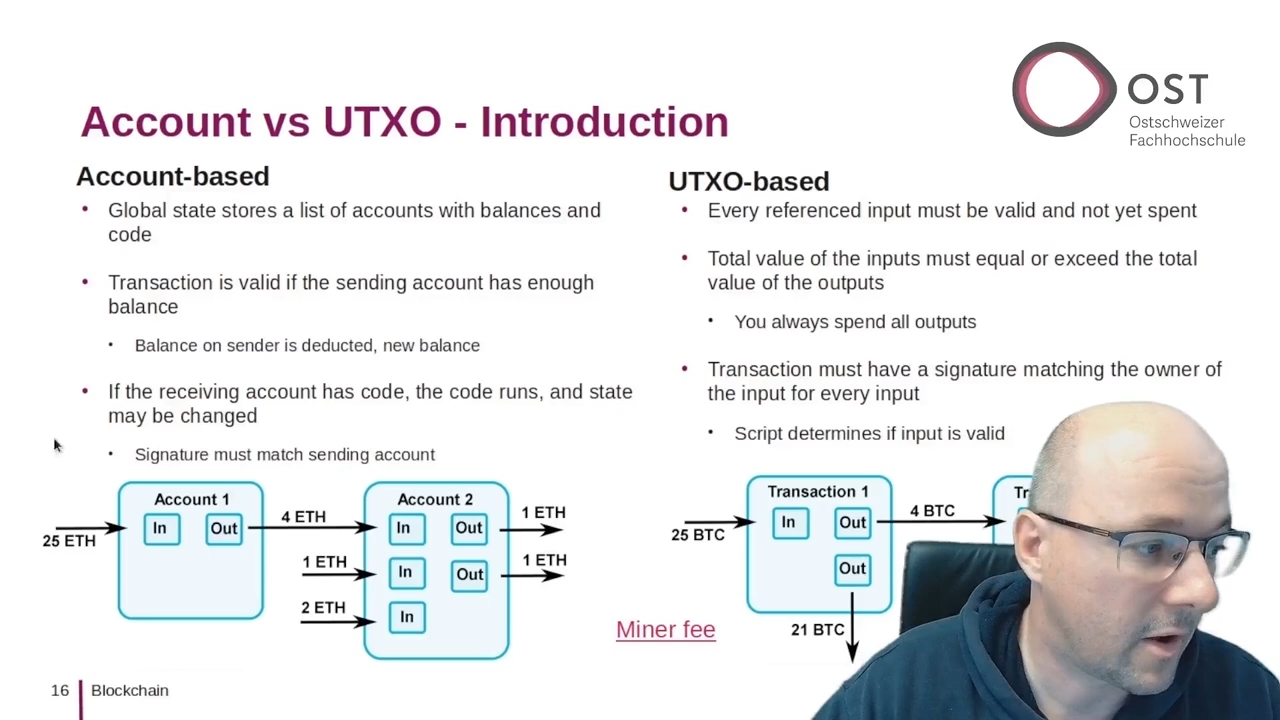 OST
Ostschweizer
Fachhochschule
Account vs UTXO - Introduction
Account-based
• Global state stores a list of accounts with balances and
code
• Transaction is valid if the sending account has enough
balance
• Balance on sender is deducted, new balance
• If the receiving account has code, the code runs, and state
may be changed
• Signature must match sending account
UTXO-based
• Every referenced input must be valid and not yet spent
• Total value of the inputs must equal or exceed the total
value of the outputs
• You always spend all outputs
• Transaction must have a signature matching the owner of
the input for every input
• Script determines if input is valid
25 ETH
Account 1
In
Out
4 ETH
1 ETH
2 ETH
Account 2
In
Out
In
Out
In
1 ETH
1 ETH
Miner fee
25 BTC
Transaction 1
In
Out
Out
4 BTC
21 BTC
16
Blockchain